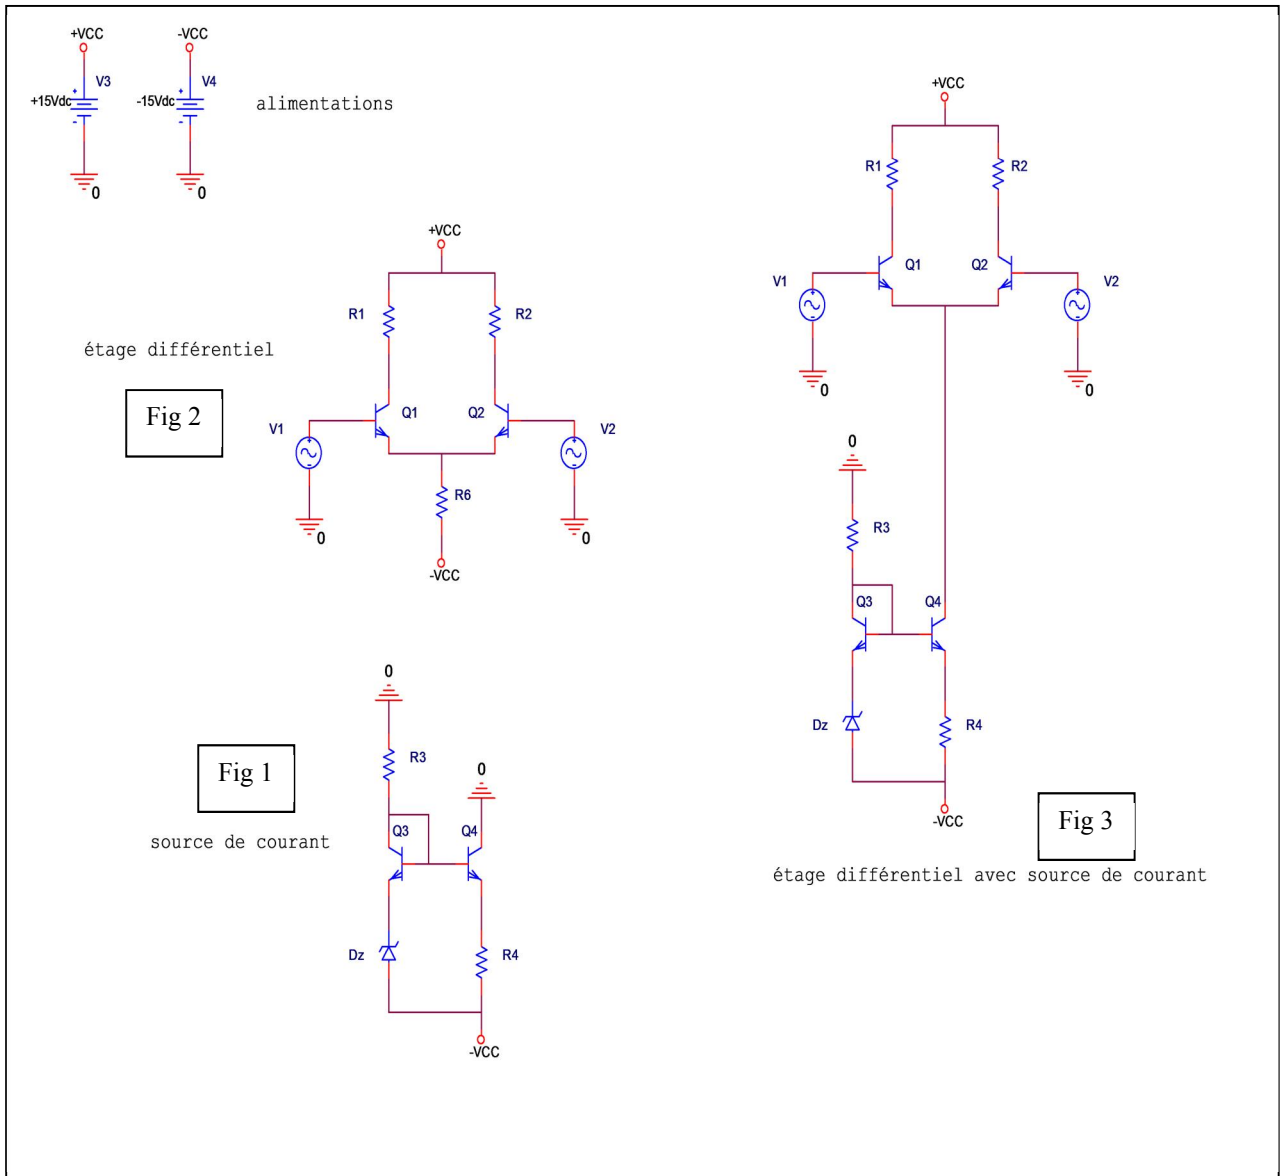 +VCC
-VCC
V3
V4
+15Vdc
-15Vdc
alimentations
0
0
+VCC
R1
R2
étage différentiel
Fig 2
V1
Q1
Q2
V2
R6
0
0
-VCC
0
Fig 1
R3
0
source de courant
Q3
Q4
Dz
R4
-VCC
+VCC
R1
R2
V1
Q1
Q2
V2
0
0
0
R3
Q3
Q4
Dz
R4
-VCC
Fig 3
étage différentiel avec source de courant